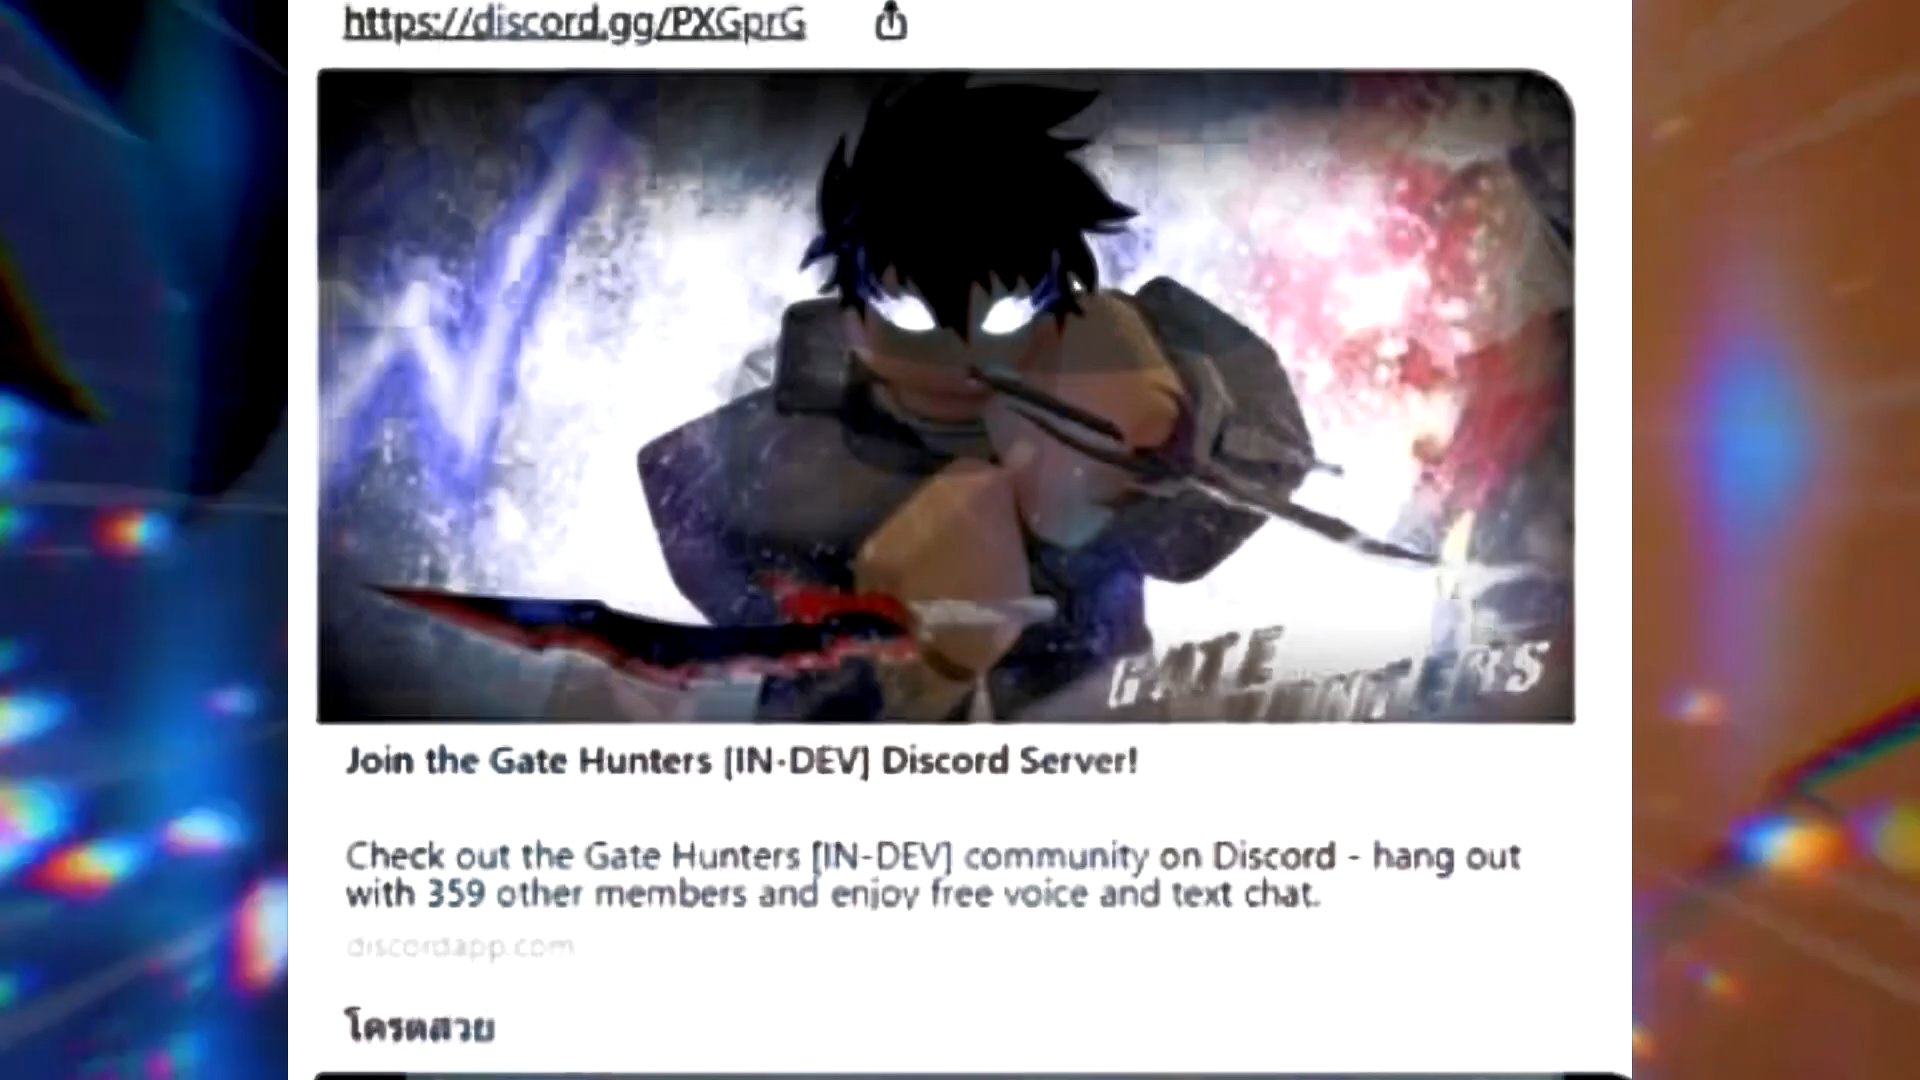 https://discord.gg/PXGprG
GATE
HUNTERS
Join the Gate Hunters [IN-DEV] Discord Server!
Check out the Gate Hunters [IN-DEV] community on Discord - hang out
with 359 other members and enjoy free voice and text chat.
discordapp.com
โครตสวย